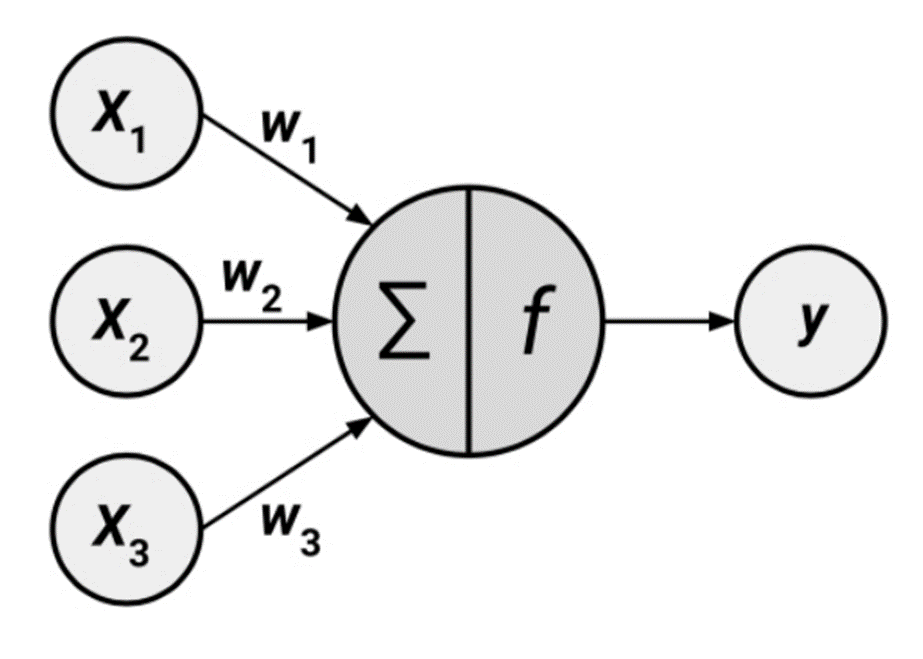 X₁
w₁
X₂
w₂
∑
f
y
X₃
w₃